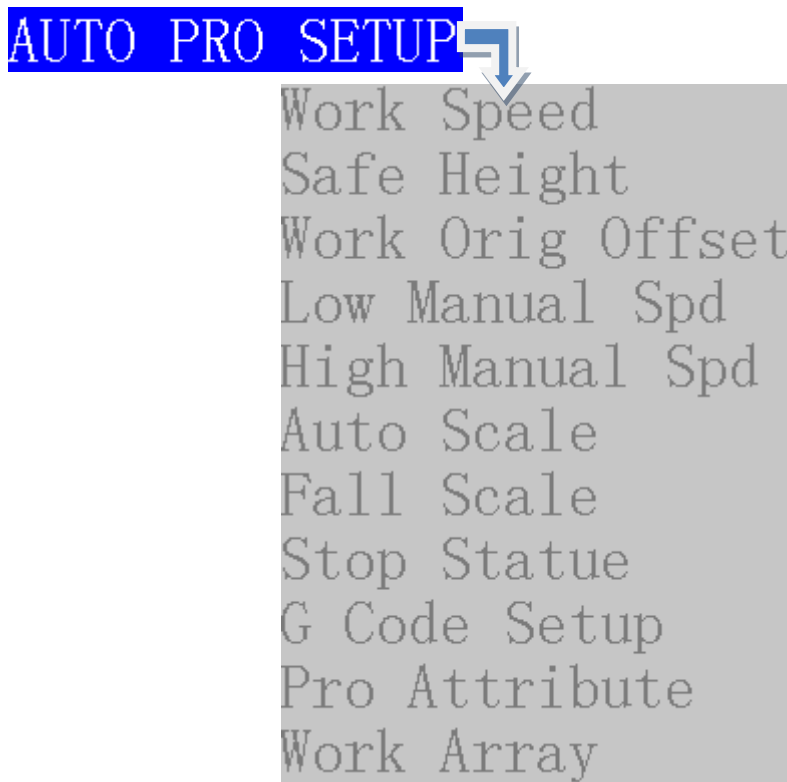 AUTO PRO SETUP
Work Speed
Safe Height
Work Orig Offset
Low Manual Spd
High Manual Spd
Auto Scale
Fall Scale
Stop Statue
G Code Setup
Pro Attribute
Work Array